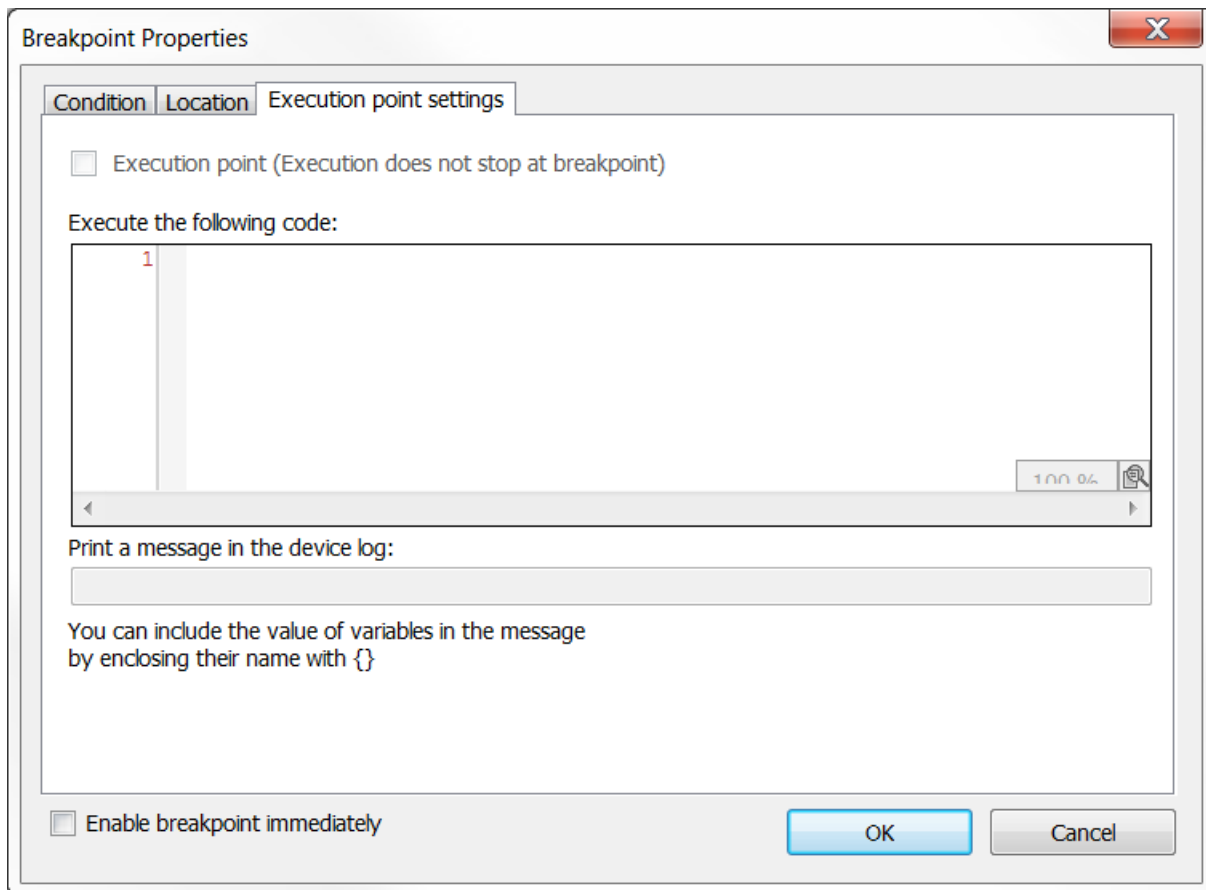 Breakpoint Properties
Condition Location Execution point settings
Execution point (Execution does not stop at breakpoint)
Execute the following code:
1
100 %
Print a message in the device log:
You can include the value of variables in the message
by enclosing their name with {}
Enable breakpoint immediately
OK Cancel